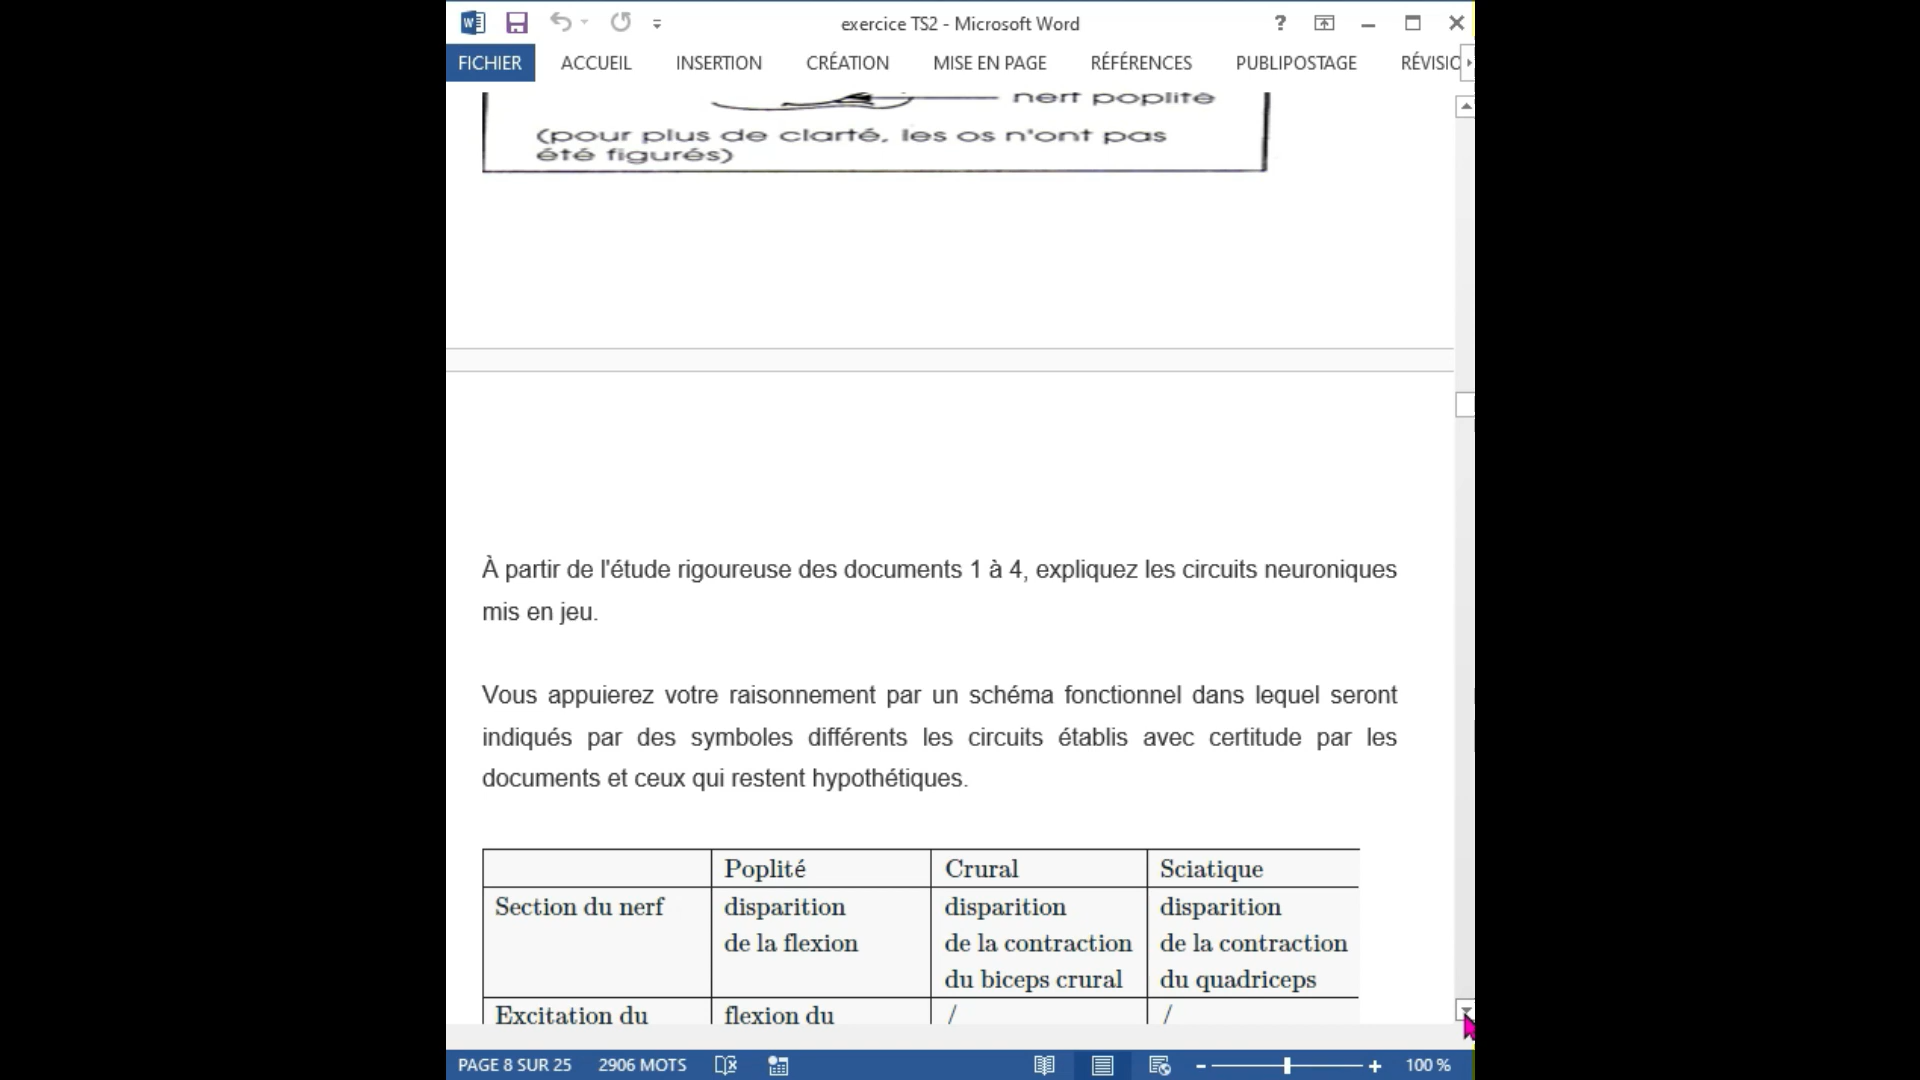 exercice TS2 - Microsoft Word
?
FICHIER ACCUEIL INSERTION CRÉATION MISE EN PAGE RÉFÉRENCES PUBLIPOSTAGE
nerf poplité
(pour plus de clarté, les os n'ont pas
été figurés)
À partir de l'étude rigoureuse des documents 1 à 4, expliquez les circuits neuroniques
mis en jeu.
Vous appuierez votre raisonnement par un schéma fonctionnel dans lequel seront
indiqués par des symboles différents les circuits établis avec certitude par les
documents et ceux qui restent hypothétiques.
Poplité Crural Sciatique
Section du nerf disparition disparition disparition
de la flexion de la contraction de la contraction
du biceps crural du quadriceps
Excitation du flexion du / /
PAGE 8 SUR 25 2906 MOTS 100 %